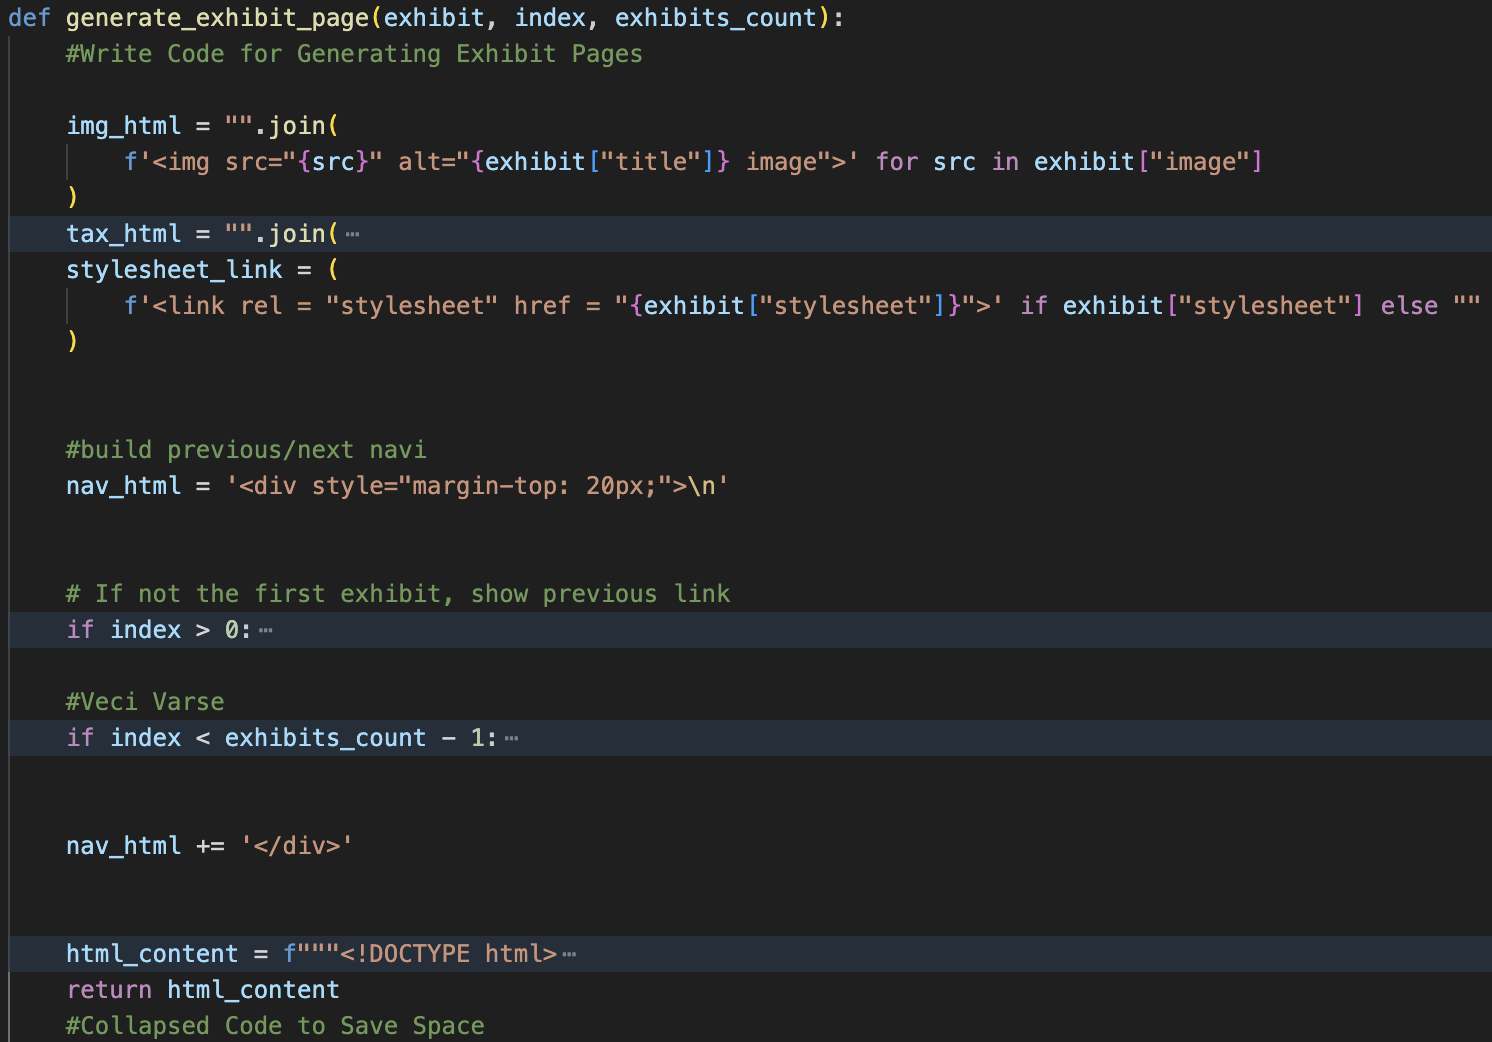 def generate_exhibit_page(exhibit, index, exhibits_count):
#Write Code for Generating Exhibit Pages
img_html = "".join(
f'<img src="{src}" alt="{exhibit["title"]} image">' for src in exhibit["image"]
)
tax_html = "".join(⋯
stylesheet_link = (
f'<link rel = "stylesheet" href = "{exhibit["stylesheet"]}">' if exhibit["stylesheet"] else ""
)
#build previous/next navi
nav_html = '<div style="margin-top: 20px;">\n'
# If not the first exhibit, show previous link
if index > 0:⋯
#Veci Varse
if index < exhibits_count - 1:⋯
nav_html += '</div>'
html_content = f"""<!DOCTYPE html>⋯
return html_content
#Collapsed Code to Save Space